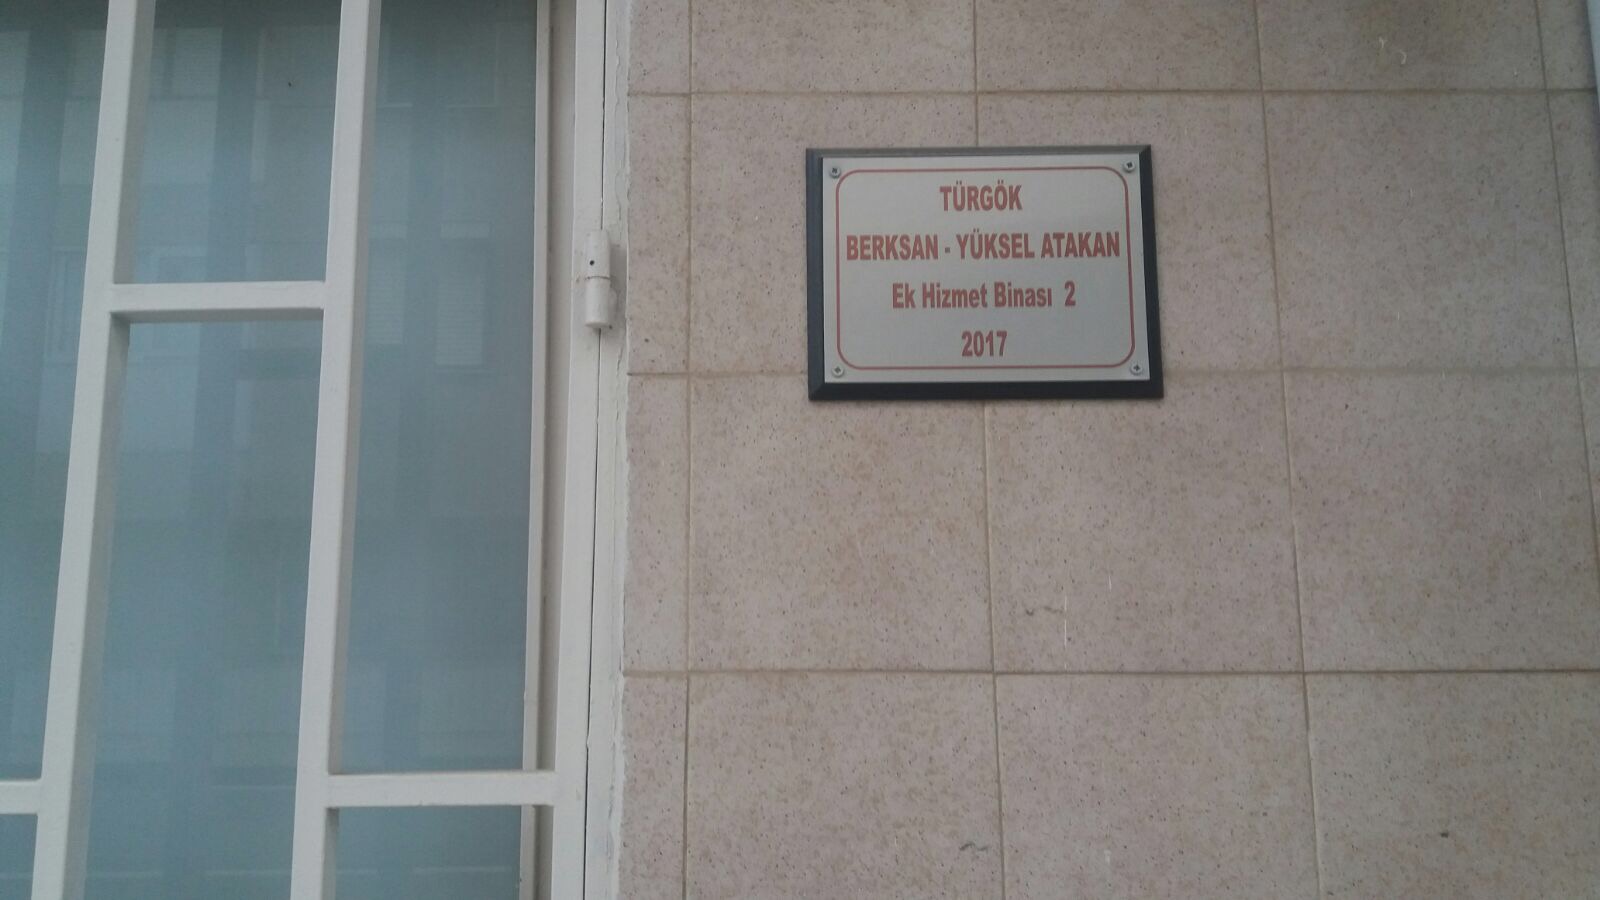 TÜRGÖK
BERKSAN - YÜKSEL ATAKAN
Ek Hizmet Binası 2
2017